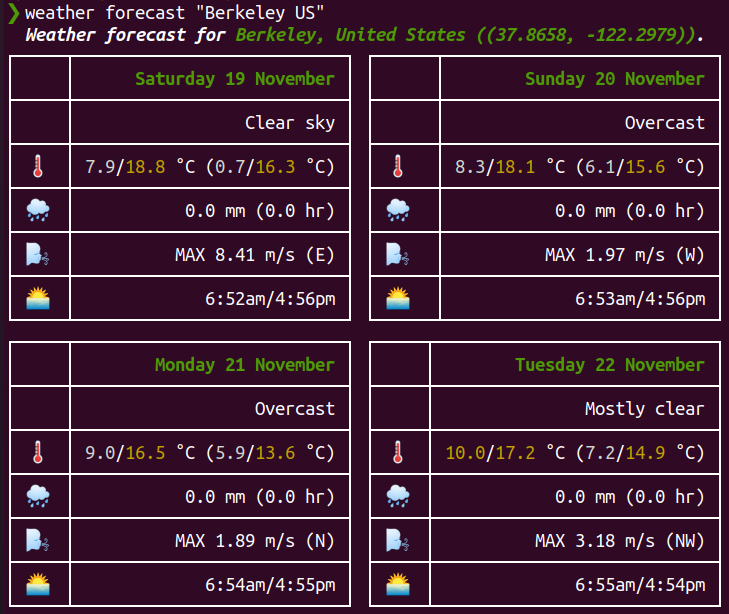 ❯ weather forecast "Berkeley US"
Weather forecast for Berkeley, United States ((37.8658, -122.2979)).
Saturday 19 November
Clear sky
7.9/18.8 °C (0.7/16.3 °C)
0.0 mm (0.0 hr)
MAX 8.41 m/s (E)
6:52am/4:56pm
Sunday 20 November
Overcast
8.3/18.1 °C (6.1/15.6 °C)
0.0 mm (0.0 hr)
MAX 1.97 m/s (W)
6:53am/4:56pm
Monday 21 November
Overcast
9.0/16.5 °C (5.9/13.6 °C)
0.0 mm (0.0 hr)
MAX 1.89 m/s (N)
6:54am/4:55pm
Tuesday 22 November
Mostly clear
10.0/17.2 °C (7.2/14.9 °C)
0.0 mm (0.0 hr)
MAX 3.18 m/s (NW)
6:55am/4:54pm